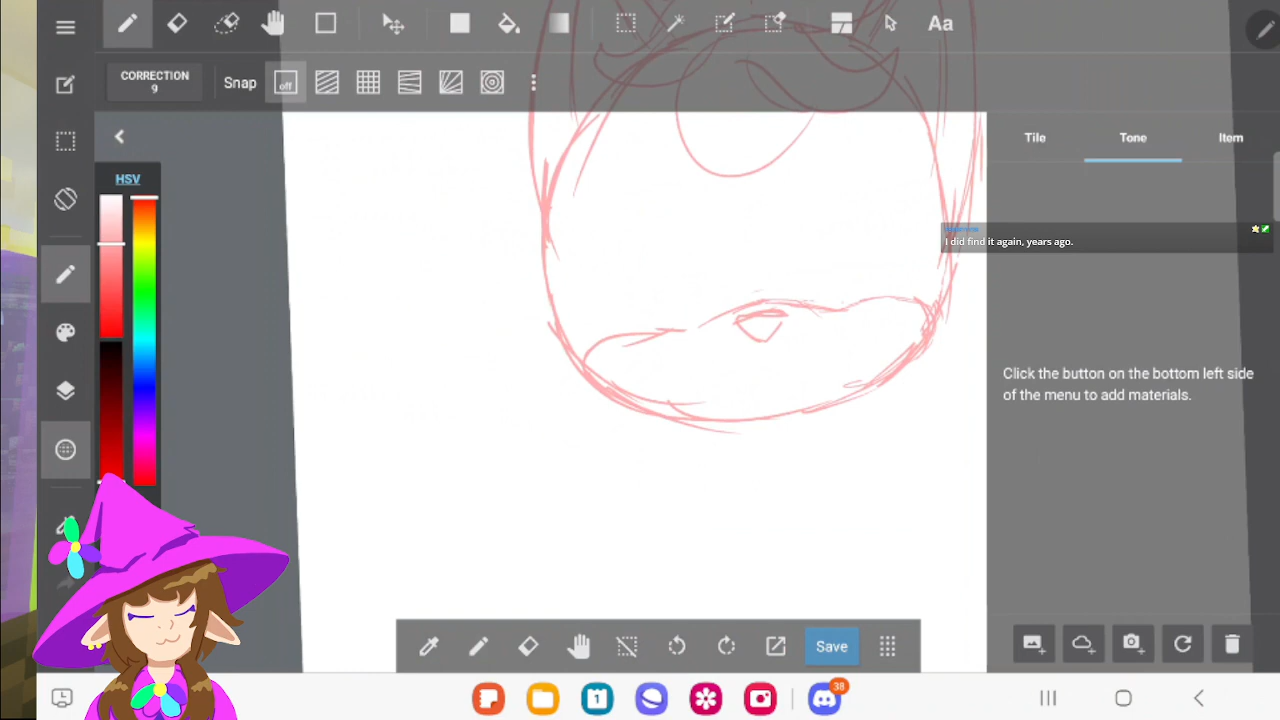 Aa
CORRECTION
9
Snap
off
Tile
Tone
Item
HSV
I did find it again, years ago.
Click the button on the bottom left side
of the menu to add materials.
Save
1
38